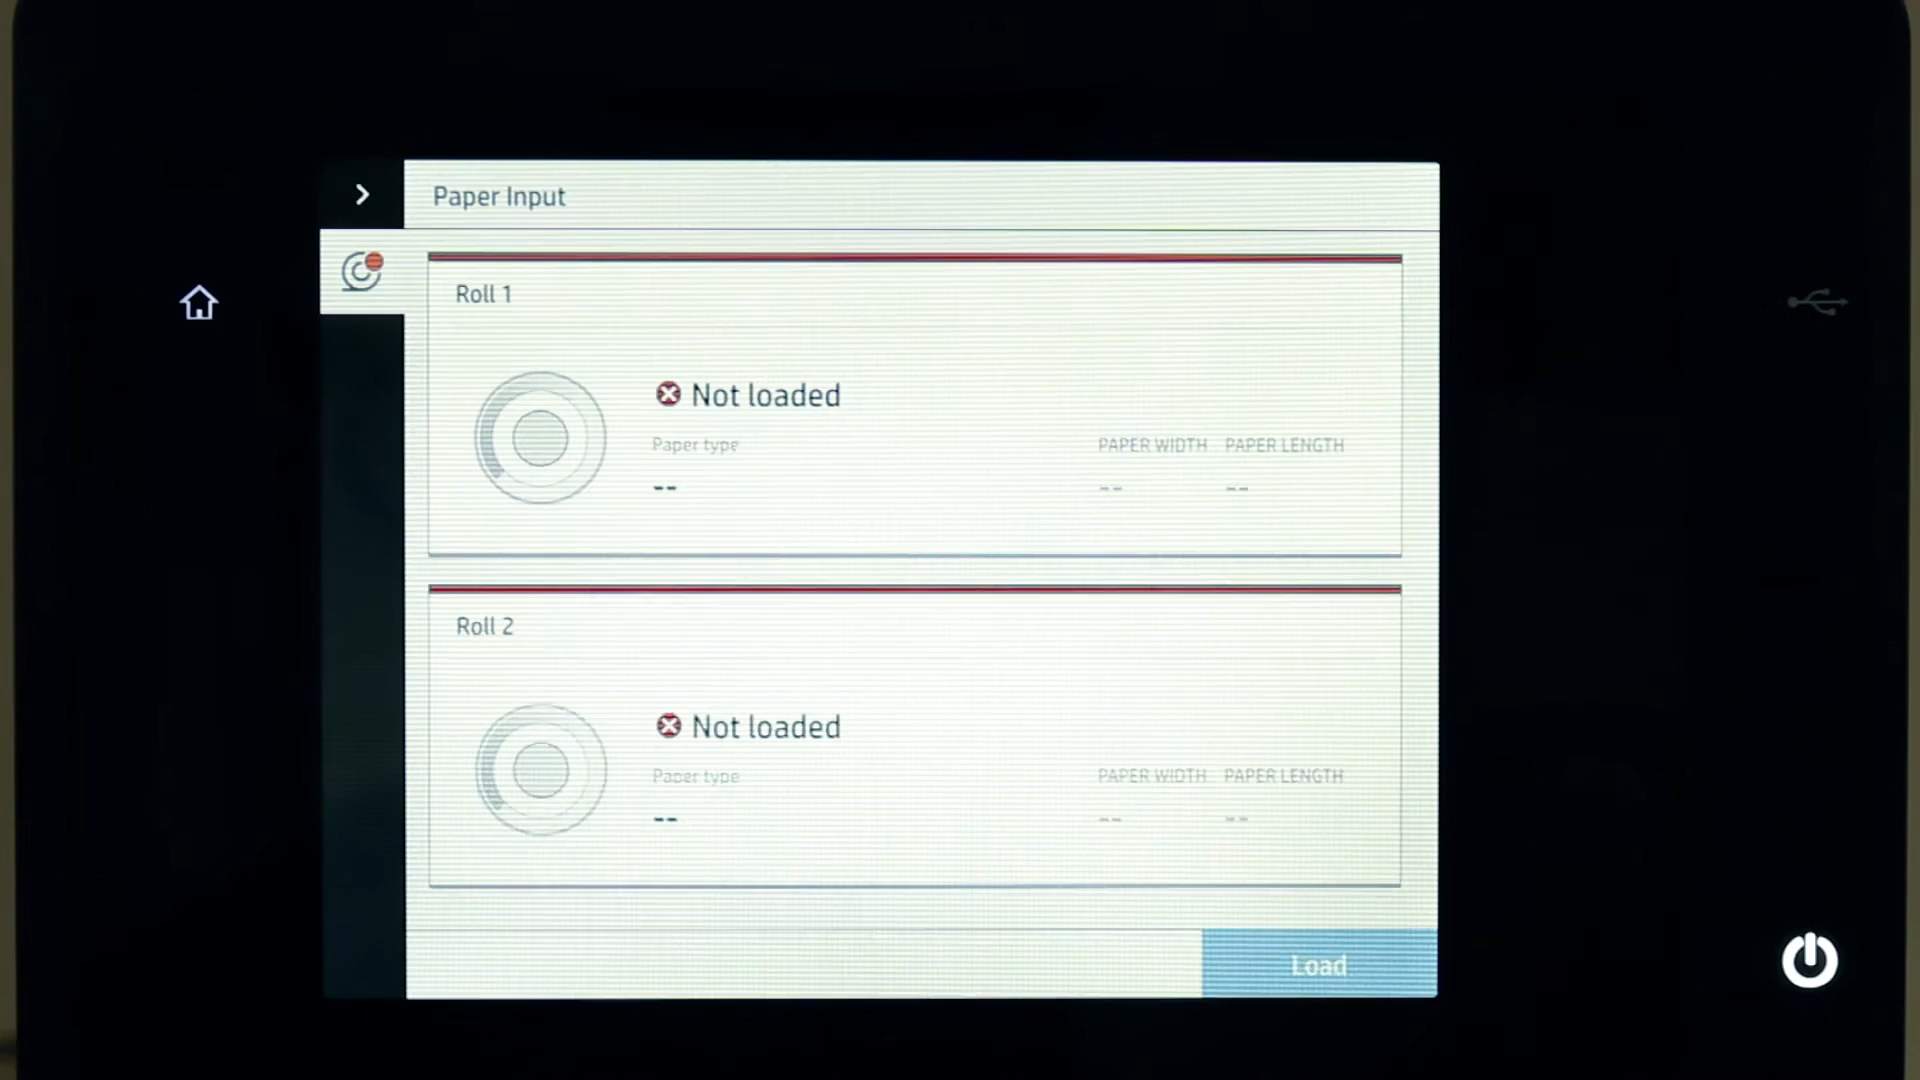 Paper Input
Roll 1
Not loaded
Paper type PAPER WIDTH PAPER LENGTH
-- -- --
Roll 2
Not loaded
Paper type PAPER WIDTH PAPER LENGTH
-- -- --
Load